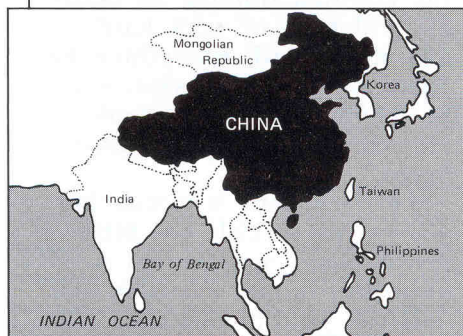 Mongolian
Republic
Korea
CHINA
India
Taiwan
Philippines
Bay of Bengal
INDIAN OCEAN